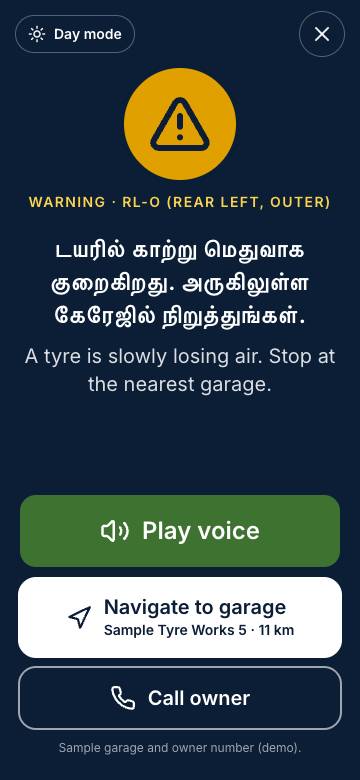 Day mode
WARNING · RL-O (REAR LEFT, OUTER)
டயரில் காற்று மெதுவாக
குறைகிறது. அருகிலுள்ள
கேரேஜில் நிறுத்துங்கள்.
A tyre is slowly losing air. Stop at
the nearest garage.
Play voice
Navigate to garage
Sample Tyre Works 5 · 11 km
Call owner
Sample garage and owner number (demo).